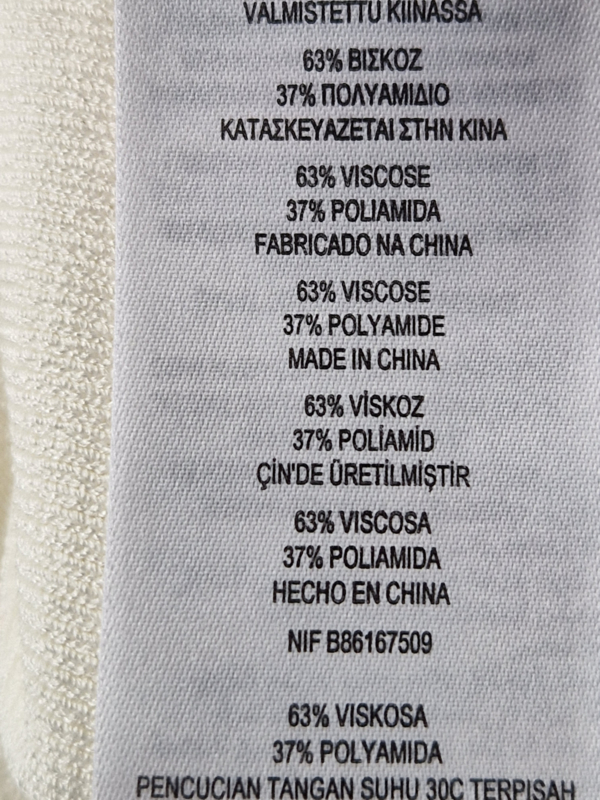 VALMISTETTU KIINASSA
63% ΒΙΣΚΟΖ
37% ΠΟΛΥΑΜΙΔΙΟ
ΚΑΤΑΣΚΕΥΑΖΕΤΑΙ ΣΤΗΝ ΚΙΝΑ
63% VISCOSE
37% POLIAMIDA
FABRICADO NA CHINA
63% VISCOSE
37% POLYAMIDE
MADE IN CHINA
63% VİSKOZ
37% POLİAMİD
ÇİN'DE ÜRETİLMİŞTİR
63% VISCOSA
37% POLIAMIDA
HECHO EN CHINA
NIF B86167509
63% VISKOSA
37% POLYAMIDA
PENCUCIAN TANGAN SUHU 30C TERPISAH